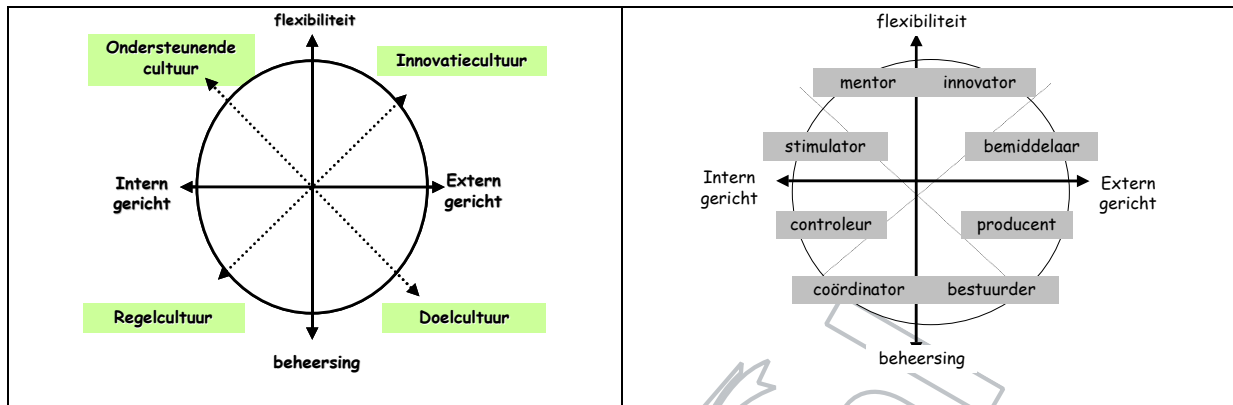 flexibiliteit
Ondersteunende
cultuur
Innovatiecultuur
Intern
gericht
Extern
gericht
Regelcultuur
Doelcultuur
beheersing
flexibiliteit
mentor innovator
stimulator bemiddelaar
Intern
gericht
Extern
gericht
controleur producent
coördinator bestuurder
beheersing